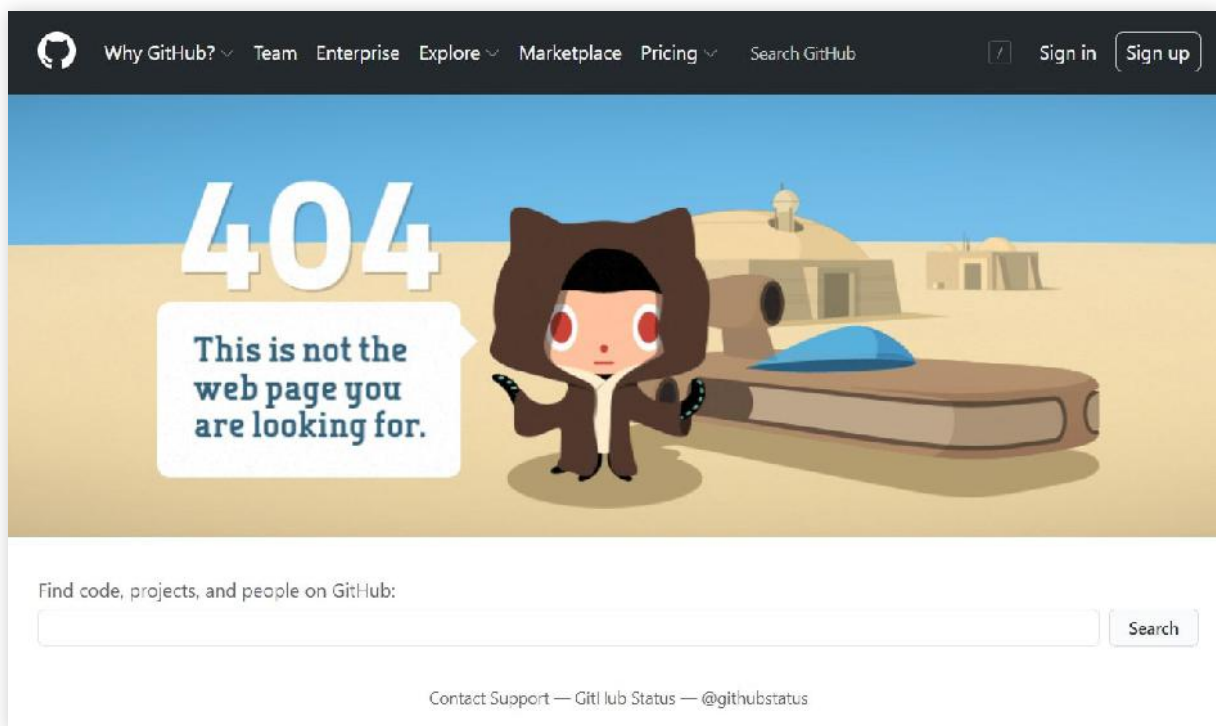 Why GitHub? Team Enterprise Explore Marketplace Pricing Search GitHub / Sign in Sign up
404
This is not the
web page you
are looking for.
Find code, projects, and people on GitHub:
Search
Contact Support — GitHub Status — @githubstatus